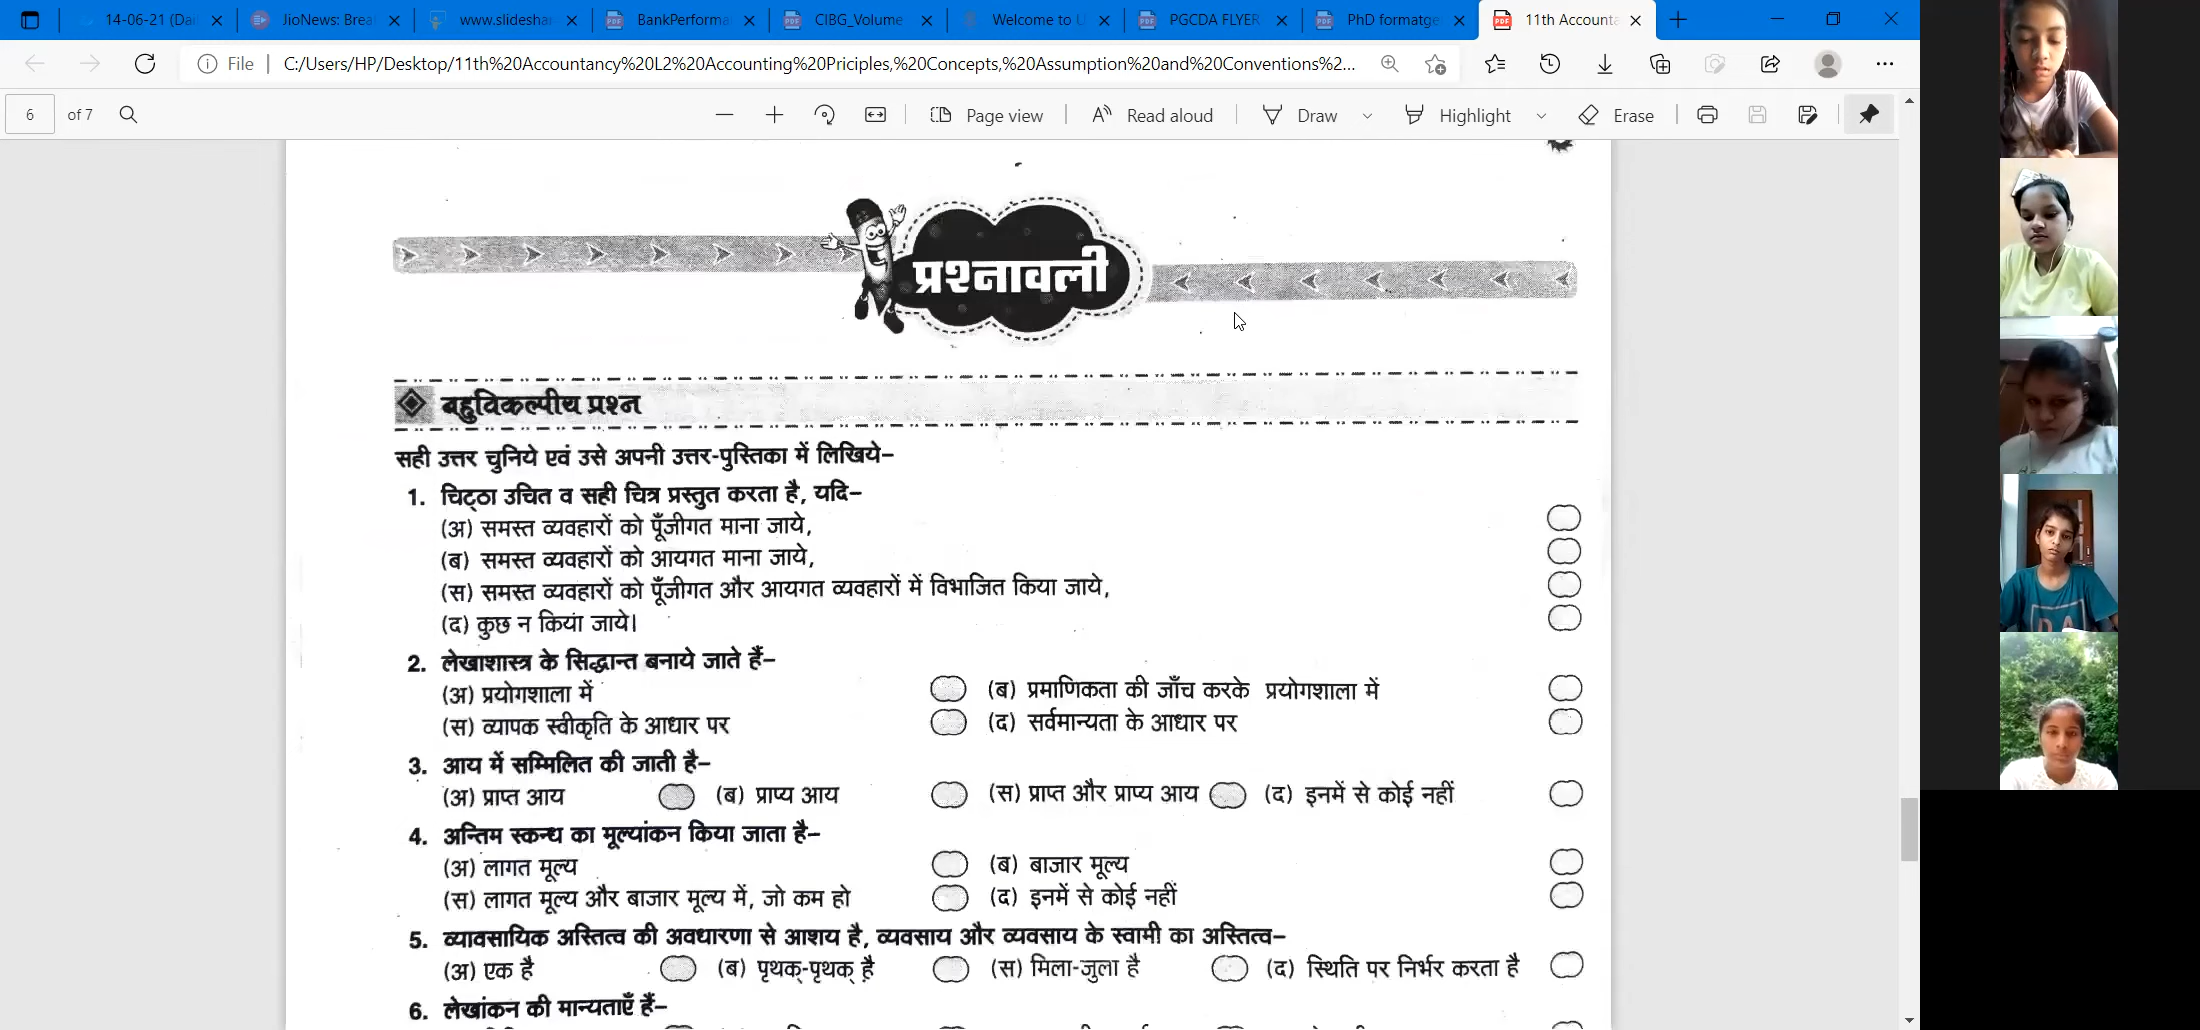 14-06-21 (Dai
JioNews: Brea
www.slideshar
BankPerforma
CIBG_Volume
Welcome to L
PGCDA FLYER
PhD formatge
11th Accounta
File
C:/Users/HP/Desktop/11th%20Accountancy%20L2%20Accounting%20Priciples,%20Concepts,%20Assumption%20and%20Conventions%2...
6 of 7
Page view
Read aloud
Draw
Highlight
Erase
प्रश्नावली
बहुविकल्पीय प्रश्न
सही उत्तर चुनिये एवं उसे अपनी उत्तर-पुस्तिका में लिखिये–
1. चिट्ठा उचित व सही चित्र प्रस्तुत करता है, यदि–
(अ) समस्त व्यवहारों को पूँजीगत माना जाये,
(ब) समस्त व्यवहारों को आयगत माना जाये,
(स) समस्त व्यवहारों को पूँजीगत और आयगत व्यवहारों में विभाजित किया जाये,
(द) कुछ न किया जाये।
2. लेखाशास्त्र के सिद्धान्त बनाये जाते हैं–
(अ) प्रयोगशाला में (ब) प्रमाणिकता की जाँच करके प्रयोगशाला में
(स) व्यापक स्वीकृति के आधार पर (द) सर्वमान्यता के आधार पर
3. आय में सम्मिलित की जाती है–
(अ) प्राप्त आय (ब) प्राप्य आय (स) प्राप्त और प्राप्य आय (द) इनमें से कोई नहीं
4. अन्तिम स्कन्ध का मूल्यांकन किया जाता है–
(अ) लागत मूल्य (ब) बाजार मूल्य
(स) लागत मूल्य और बाजार मूल्य में, जो कम हो (द) इनमें से कोई नहीं
5. व्यावसायिक अस्तित्व की अवधारणा से आशय है, व्यवसाय और व्यवसाय के स्वामी का अस्तित्व–
(अ) एक है (ब) पृथक्-पृथक् है (स) मिला-जुला है (द) स्थिति पर निर्भर करता है
6. लेखांकन की मान्यताएँ हैं–